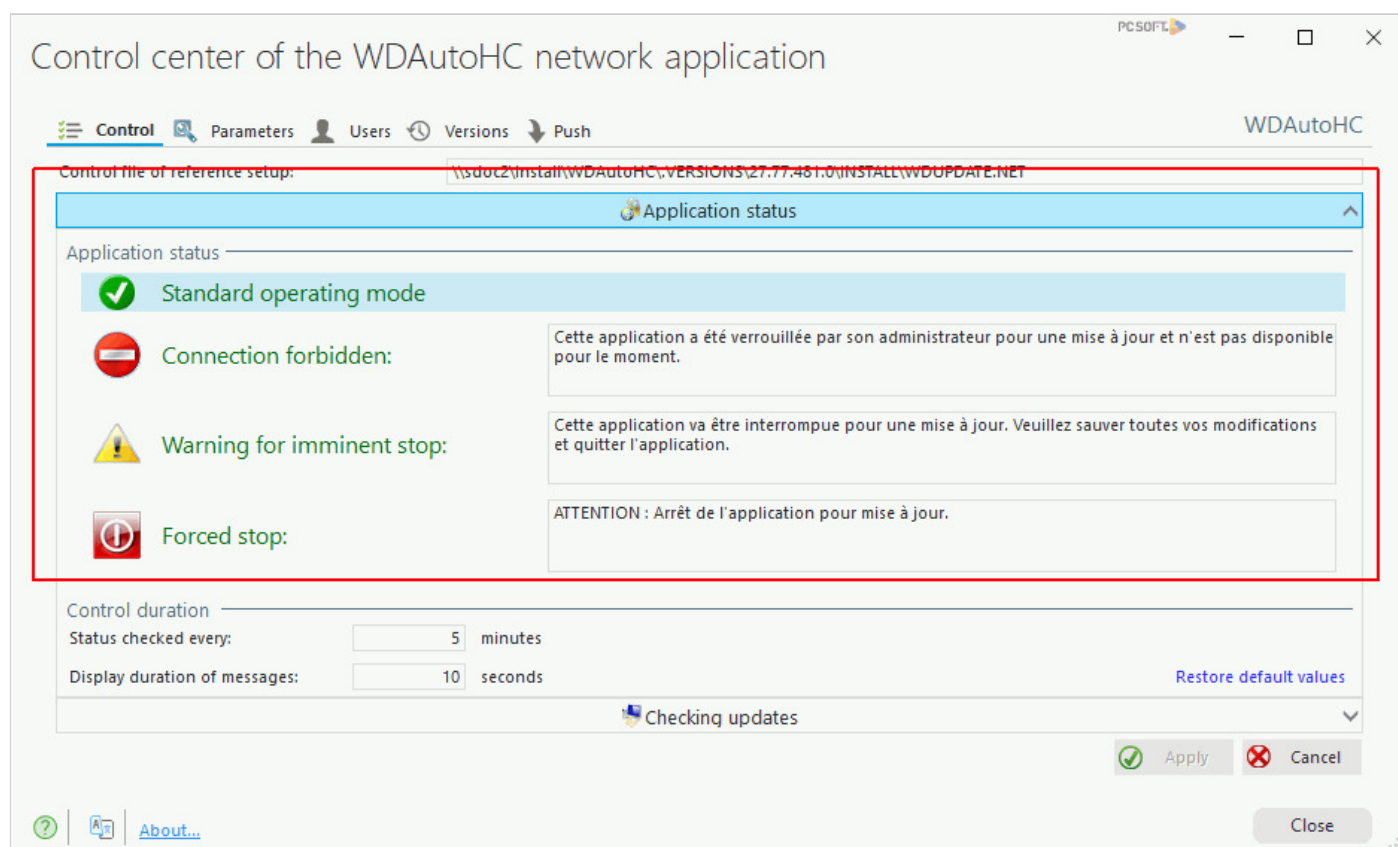 PC SOFT
Control center of the WDAutoHC network application
Control Parameters Users Versions Push WDAutoHC
Control file of reference setup: \\sdoc2\Install\WDAutoHC\.VERSIONS\27.77.481.0\INSTALL\WDUPDATE.NET
Application status
Application status
Standard operating mode
Connection forbidden:
Cette application a été verrouillée par son administrateur pour une mise à jour et n'est pas disponible
pour le moment.
Warning for imminent stop:
Cette application va être interrompue pour une mise à jour. Veuillez sauver toutes vos modifications
et quitter l'application.
Forced stop:
ATTENTION : Arrêt de l'application pour mise à jour.
Control duration
Status checked every: 5 minutes
Display duration of messages: 10 seconds Restore default values
Checking updates
Apply Cancel
About... Close